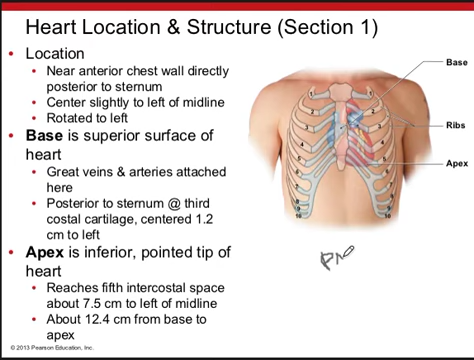 Heart Location & Structure (Section 1)
• Location
• Near anterior chest wall directly
posterior to sternum
• Center slightly to left of midline
• Rotated to left
• Base is superior surface of
heart
• Great veins & arteries attached
here
• Posterior to sternum @ third
costal cartilage, centered 1.2
cm to left
• Apex is inferior, pointed tip of
heart
• Reaches fifth intercostal space
about 7.5 cm to left of midline
• About 12.4 cm from base to
apex
Base
Ribs
Apex
© 2013 Pearson Education, Inc.